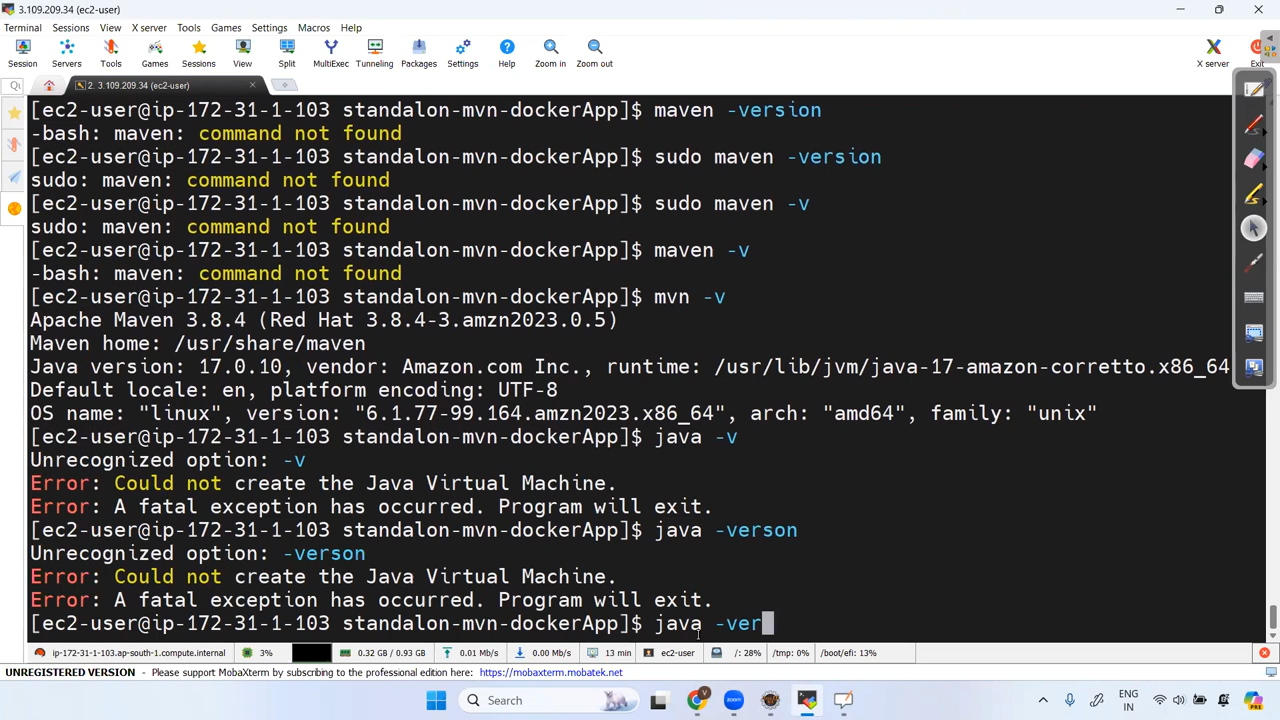 3.109.209.34 (ec2-user)
Terminal Sessions View X server Tools Games Settings Macros Help
Session Servers Tools Games Sessions View Split MultiExec Tunneling Packages Settings Help Zoom in Zoom out X server Exit
Qu
2. 3.109.209.34 (ec2-user)
[ec2-user@ip-172-31-1-103 standalon-mvn-dockerApp]$ maven -version
-bash: maven: command not found
[ec2-user@ip-172-31-1-103 standalon-mvn-dockerApp]$ sudo maven -version
sudo: maven: command not found
[ec2-user@ip-172-31-1-103 standalon-mvn-dockerApp]$ sudo maven -v
sudo: maven: command not found
[ec2-user@ip-172-31-1-103 standalon-mvn-dockerApp]$ maven -v
-bash: maven: command not found
[ec2-user@ip-172-31-1-103 standalon-mvn-dockerApp]$ mvn -v
Apache Maven 3.8.4 (Red Hat 3.8.4-3.amzn2023.0.5)
Maven home: /usr/share/maven
Java version: 17.0.10, vendor: Amazon.com Inc., runtime: /usr/lib/jvm/java-17-amazon-corretto.x86_64
Default locale: en, platform encoding: UTF-8
OS name: "linux", version: "6.1.77-99.164.amzn2023.x86_64", arch: "amd64", family: "unix"
[ec2-user@ip-172-31-1-103 standalon-mvn-dockerApp]$ java -v
Unrecognized option: -v
Error: Could not create the Java Virtual Machine.
Error: A fatal exception has occurred. Program will exit.
[ec2-user@ip-172-31-1-103 standalon-mvn-dockerApp]$ java -verson
Unrecognized option: -verson
Error: Could not create the Java Virtual Machine.
Error: A fatal exception has occurred. Program will exit.
[ec2-user@ip-172-31-1-103 standalon-mvn-dockerApp]$ java -ver
ip-172-31-1-103.ap-south-1.compute.internal 3% 0.32 GB / 0.93 GB 0.01 Mb/s 0.00 Mb/s 13 min ec2-user /: 28% /tmp: 0% /boot/efi: 13%
UNREGISTERED VERSION - Please support MobaXterm by subscribing to the professional edition here: https://mobaxterm.mobatek.net
Search zoom ENG
IN PRE